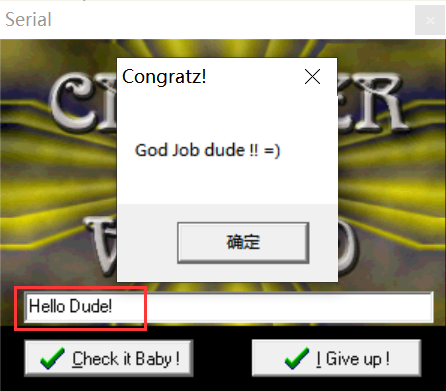 Serial
Congratz!
God Job dude !! =)
确定
Hello Dude!
Check it Baby !
I Give up !